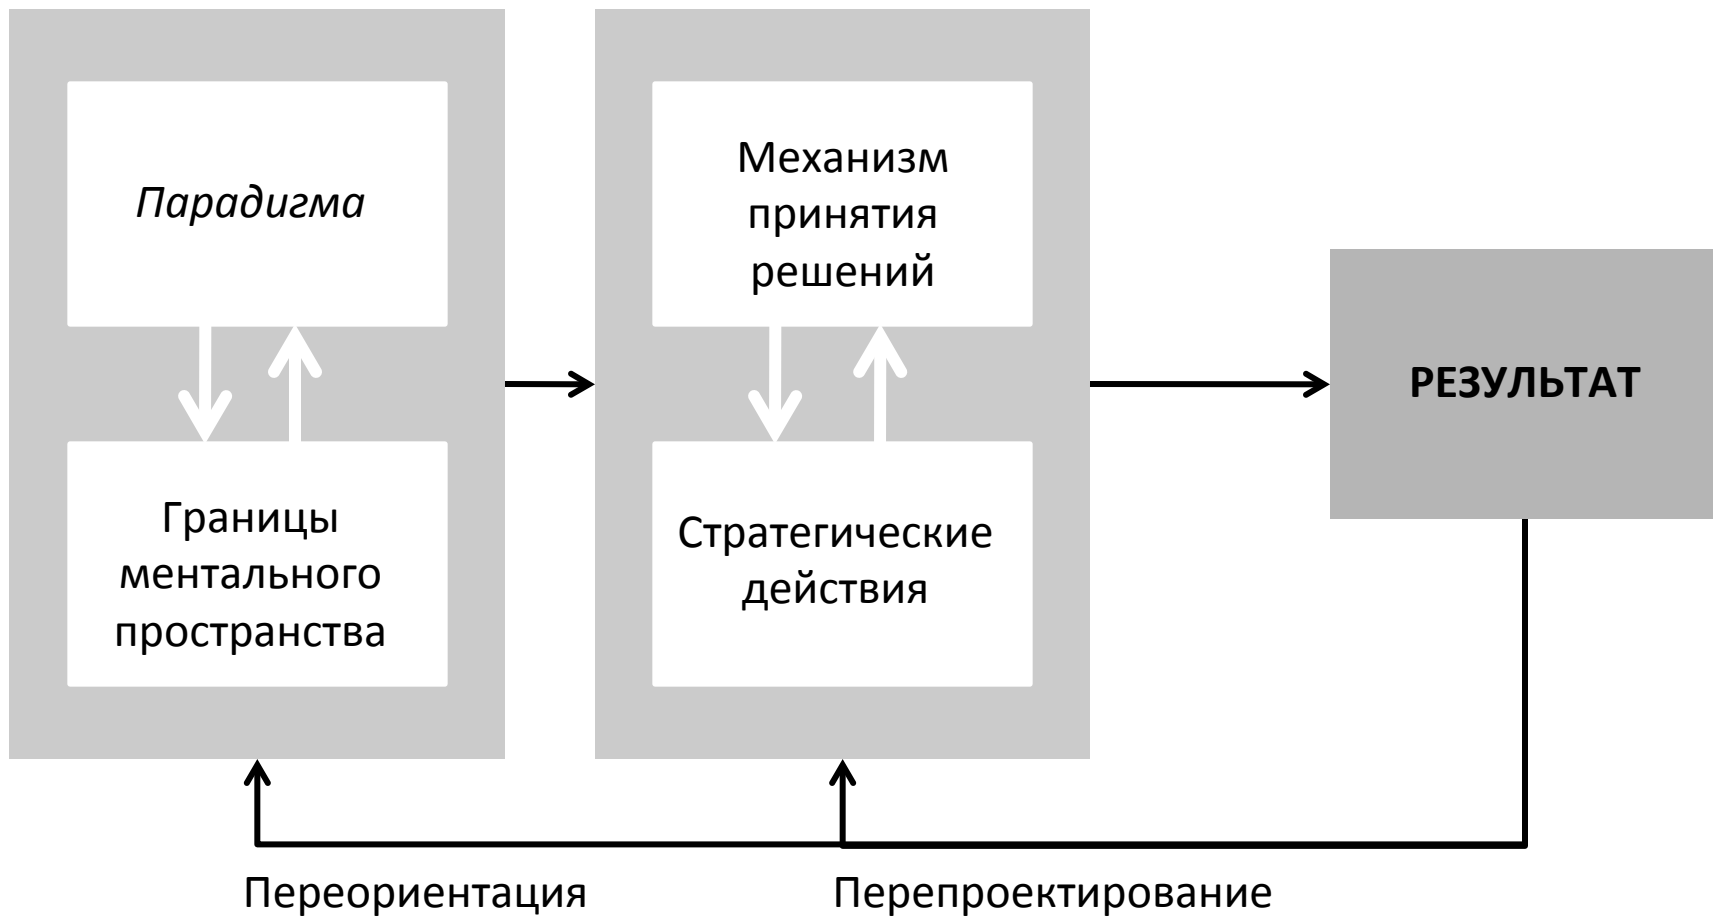 Парадигма
Границы
ментального
пространства
Механизм
принятия
решений
Стратегические
действия
РЕЗУЛЬТАТ
Переориентация
Перепроектирование